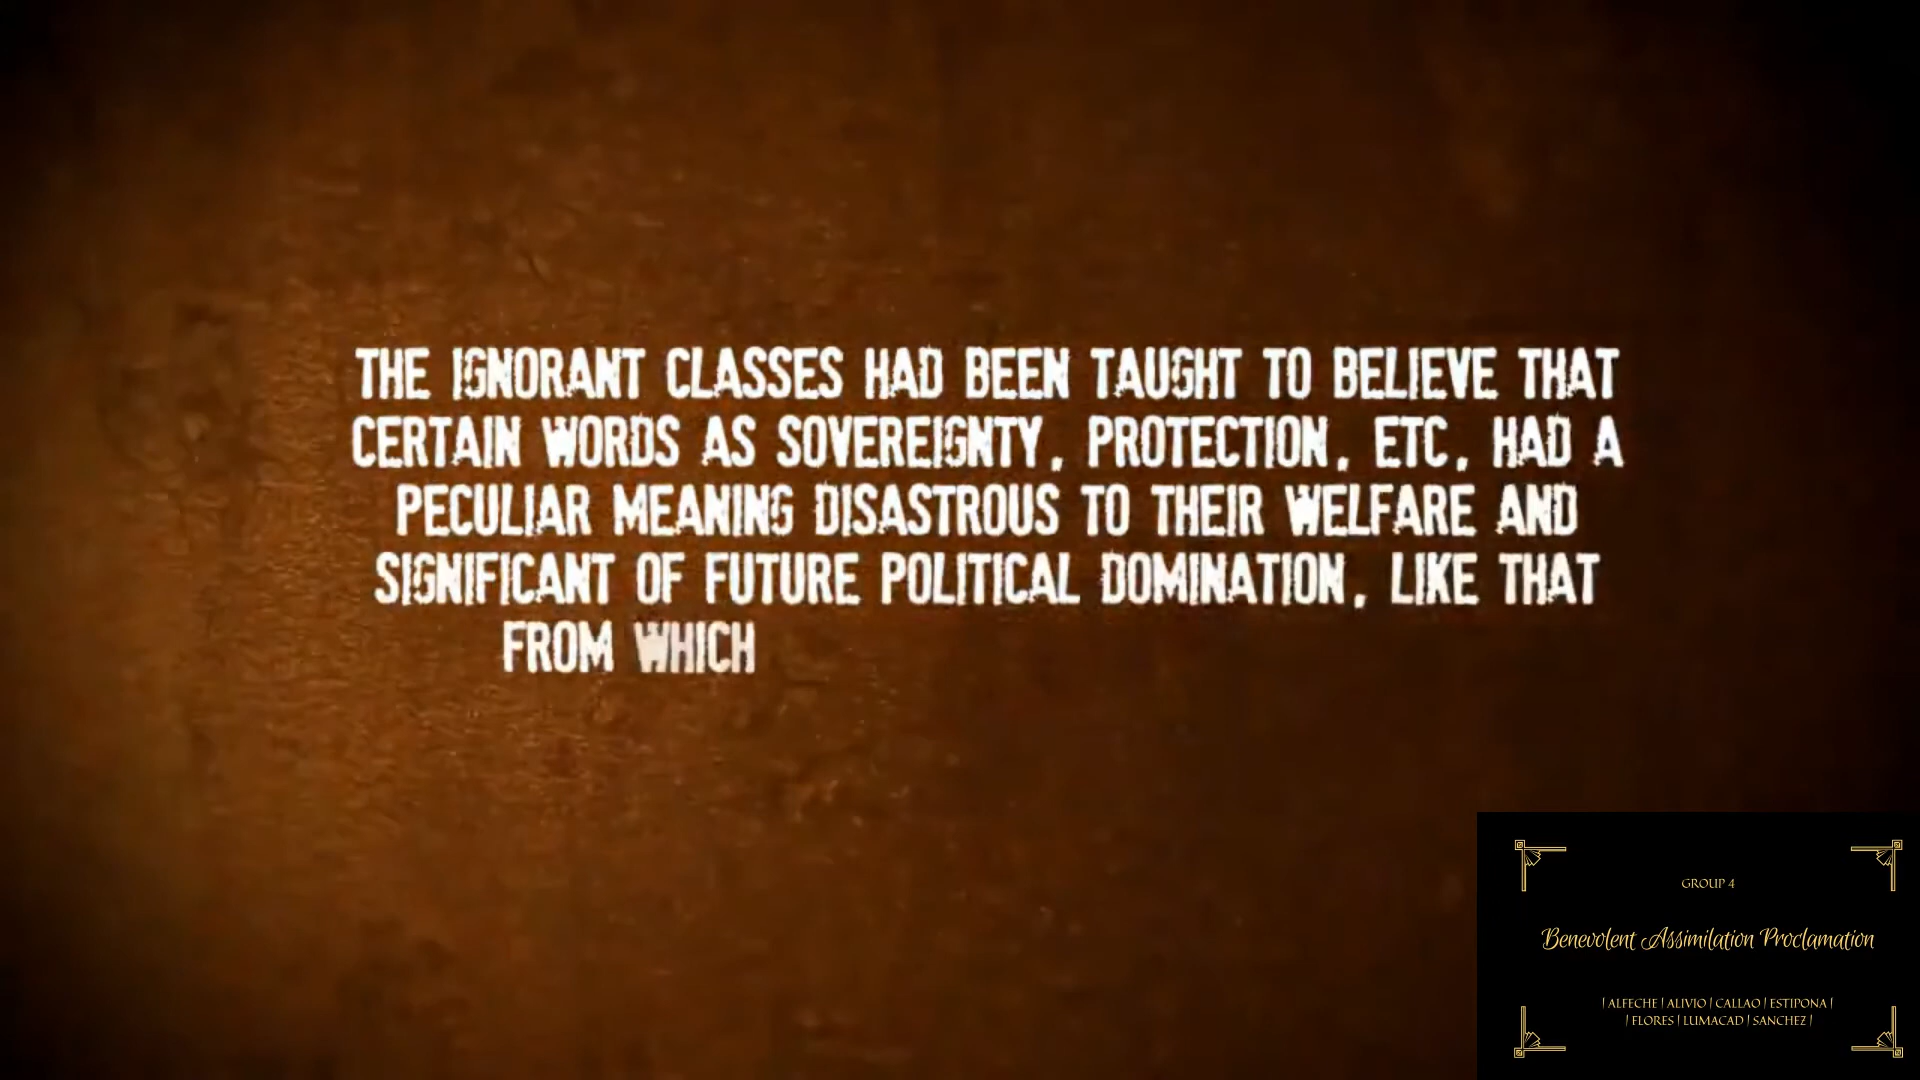 THE IGNORANT CLASSES HAD BEEN TAUGHT TO BELIEVE THAT
CERTAIN WORDS AS SOVEREIGNTY, PROTECTION, ETC, HAD A
PECULIAR MEANING DISASTROUS TO THEIR WELFARE AND
SIGNIFICANT OF FUTURE POLITICAL DOMINATION, LIKE THAT
FROM WHICH
GROUP 4
Benevolent Assimilation Proclamation
| ALFECHE | ALIVIO | CALLAO | ESTIPONA |
| FLORES | LUMACAD | SANCHEZ |